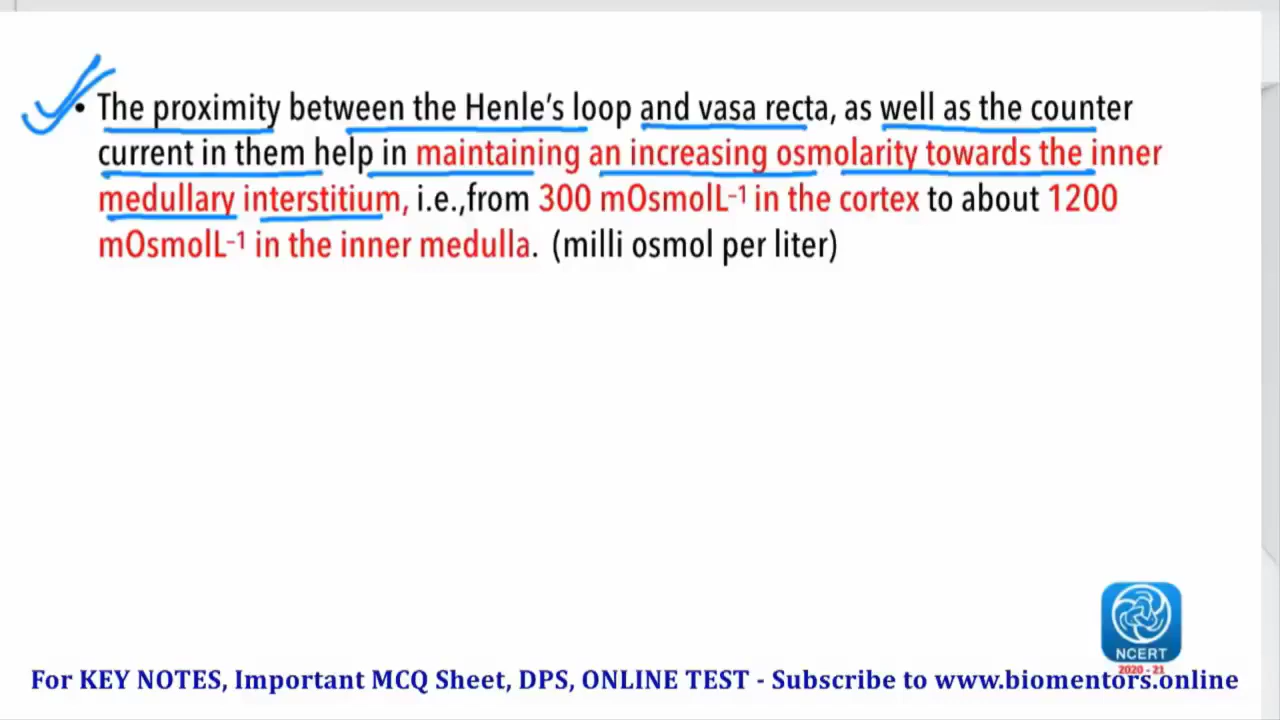 • The proximity between the Henle's loop and vasa recta, as well as the counter
current in them help in maintaining an increasing osmolarity towards the inner
medullary interstitium, i.e.,from 300 mOsmolL⁻¹ in the cortex to about 1200
mOsmolL⁻¹ in the inner medulla. (milli osmol per liter)
NCERT
2020 - 21
For KEY NOTES, Important MCQ Sheet, DPS, ONLINE TEST - Subscribe to www.biomentors.online